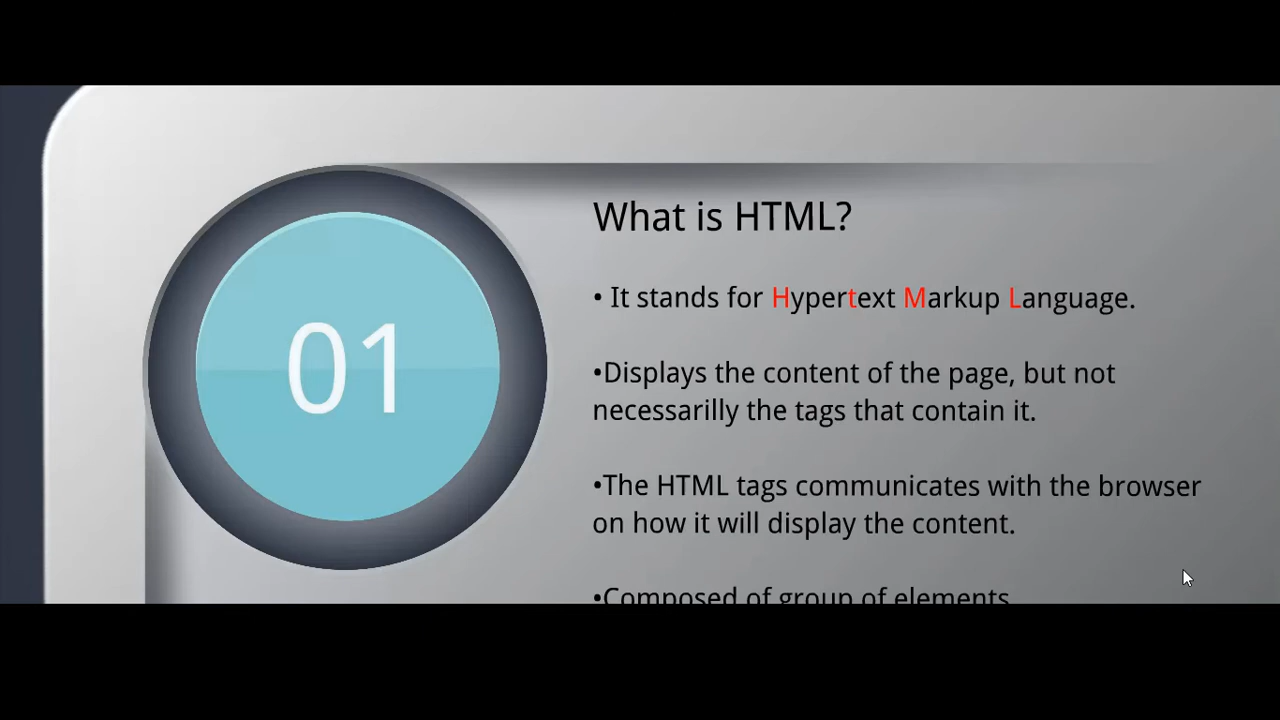 01
What is HTML?
• It stands for Hypertext Markup Language.
•Displays the content of the page, but not
necessarilly the tags that contain it.
•The HTML tags communicates with the browser
on how it will display the content.
•Composed of group of elements